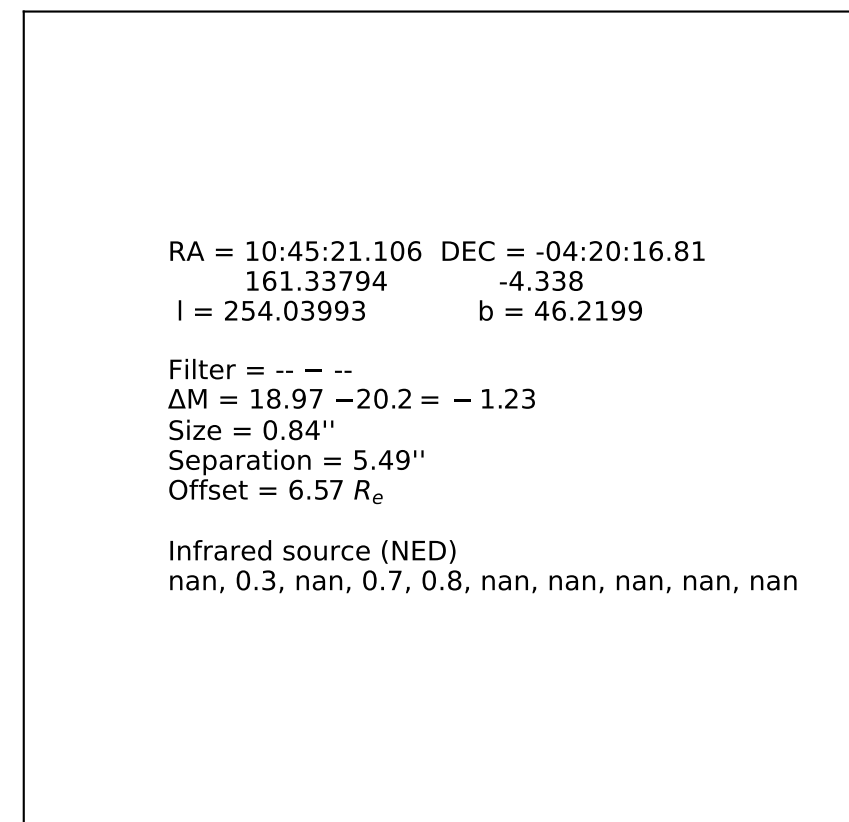 RA = 10:45:21.106  DEC = -04:20:16.81
161.33794 -4.338
l = 254.03993 b = 46.2199
Filter = -- − --
ΔM = 18.97 −20.2 = − 1.23
Size = 0.84''
Separation = 5.49''
Offset = 6.57 Re
Infrared source (NED)
nan, 0.3, nan, 0.7, 0.8, nan, nan, nan, nan, nan